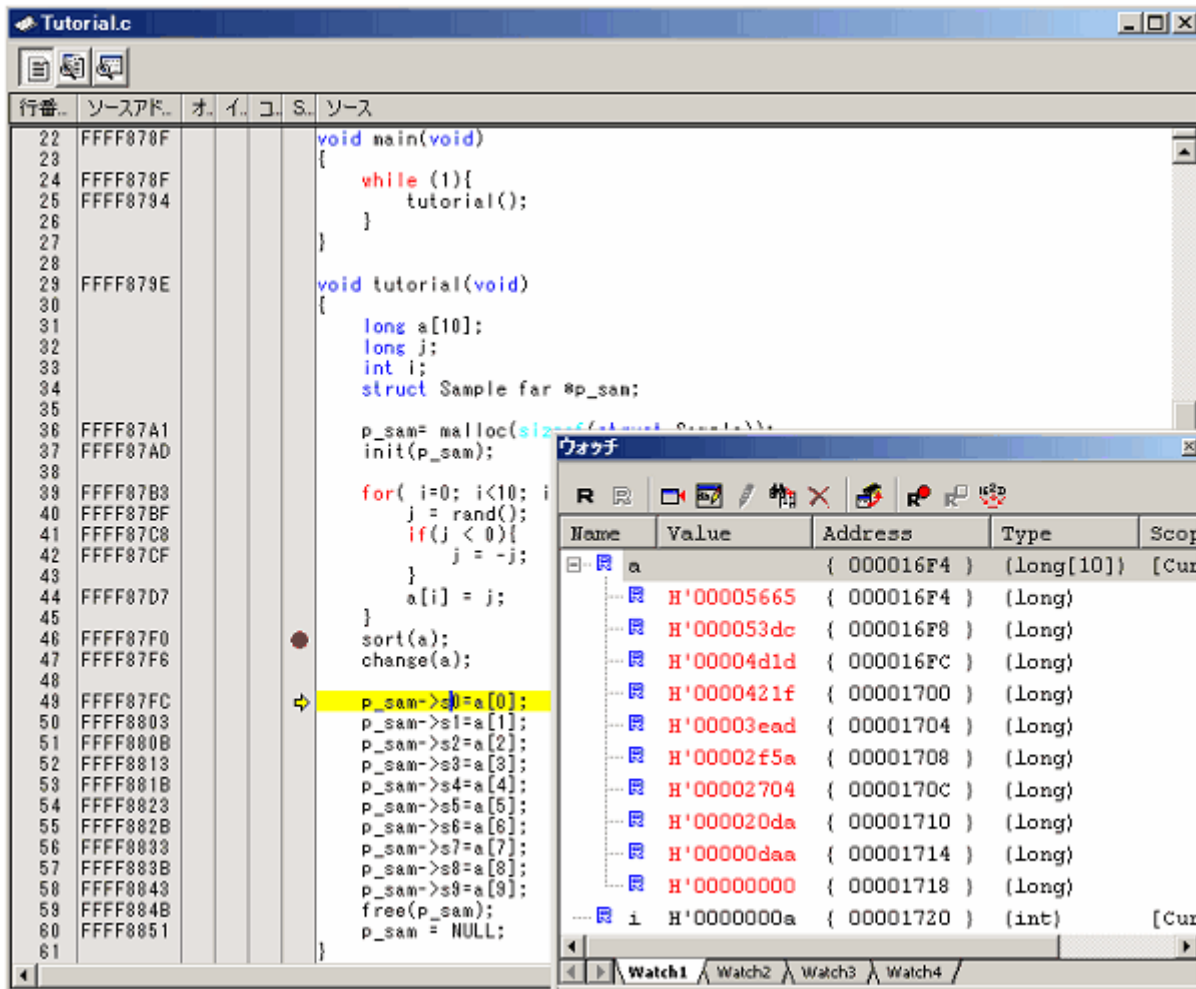 Tutorial.c
行番.. ソースアド.. オ.. イ.. コ.. S.. ソース
22 FFFF878F void main(void)
23 {
24 FFFF878F while (1){
25 FFFF8794 tutorial();
26 }
27 }
28
29 FFFF879E void tutorial(void)
30 {
31 long a[10];
32 long j;
33 int i;
34 struct Sample far *p_sam;
35
36 FFFF87A1 p_sam= malloc(sizeof(struct Sample));
37 FFFF87AD init(p_sam);
38
39 FFFF87B3 for( i=0; i<10; i
40 FFFF87BF j = rand();
41 FFFF87C8 if(j < 0){
42 FFFF87CF j = -j;
43 }
44 FFFF87D7 a[i] = j;
45 }
46 FFFF87F0 sort(a);
47 FFFF87F6 change(a);
48
49 FFFF87FC p_sam->s0=a[0];
50 FFFF8803 p_sam->s1=a[1];
51 FFFF880B p_sam->s2=a[2];
52 FFFF8813 p_sam->s3=a[3];
53 FFFF881B p_sam->s4=a[4];
54 FFFF8823 p_sam->s5=a[5];
55 FFFF882B p_sam->s6=a[6];
56 FFFF8833 p_sam->s7=a[7];
57 FFFF883B p_sam->s8=a[8];
58 FFFF8843 p_sam->s9=a[9];
59 FFFF884B free(p_sam);
60 FFFF8851 p_sam = NULL;
61 }
ウォッチ
R R R R 16 2 D
Name Value Address Type Scop
R a { 000016F4 } (long[10]) [Cur
R H'00005665 { 000016F4 } (long)
R H'000053dc { 000016F8 } (long)
R H'00004d1d { 000016FC } (long)
R H'0000421f { 00001700 } (long)
R H'00003ead { 00001704 } (long)
R H'00002f5a { 00001708 } (long)
R H'00002704 { 0000170C } (long)
R H'000020da { 00001710 } (long)
R H'00000daa { 00001714 } (long)
R H'00000000 { 00001718 } (long)
R i H'0000000a { 00001720 } (int) [Cur
Watch1 Watch2 Watch3 Watch4